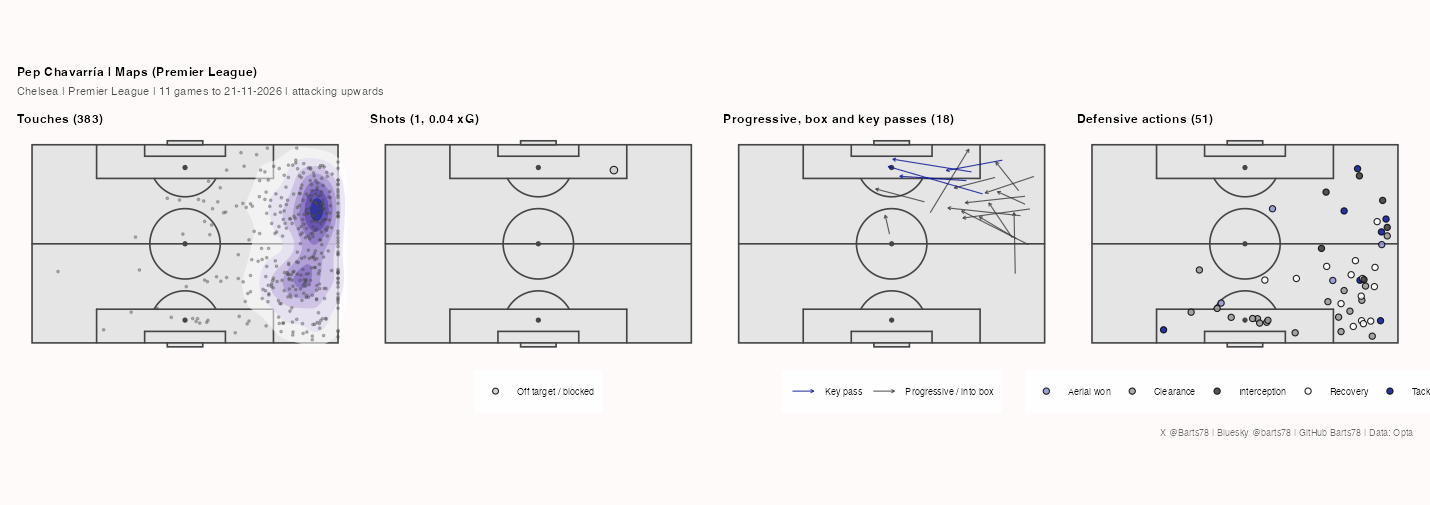 Pep Chavarría | Maps (Premier League)
Chelsea | Premier League | 11 games to 21-11-2026 | attacking upwards
Touches (383)
Shots (1, 0.04 xG)
Progressive, box and key passes (18)
Defensive actions (51)
Off target / blocked
Key pass
Progressive / into box
Aerial won
Clearance
Interception
Recovery
Tack
X @Barts78 | Bluesky @barts78 | GitHub Barts78 | Data: Opta